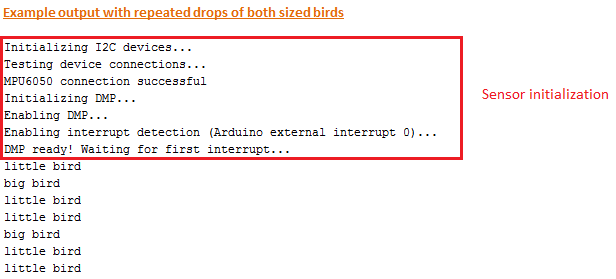 Example output with repeated drops of both sized birds
Initializing I2C devices...
Testing device connections...
MPU6050 connection successful
Initializing DMP...
Enabling DMP...
Enabling interrupt detection (Arduino external interrupt 0)...
DMP ready! Waiting for first interrupt...
Sensor initialization
little bird
big bird
little bird
little bird
big bird
little bird
little bird